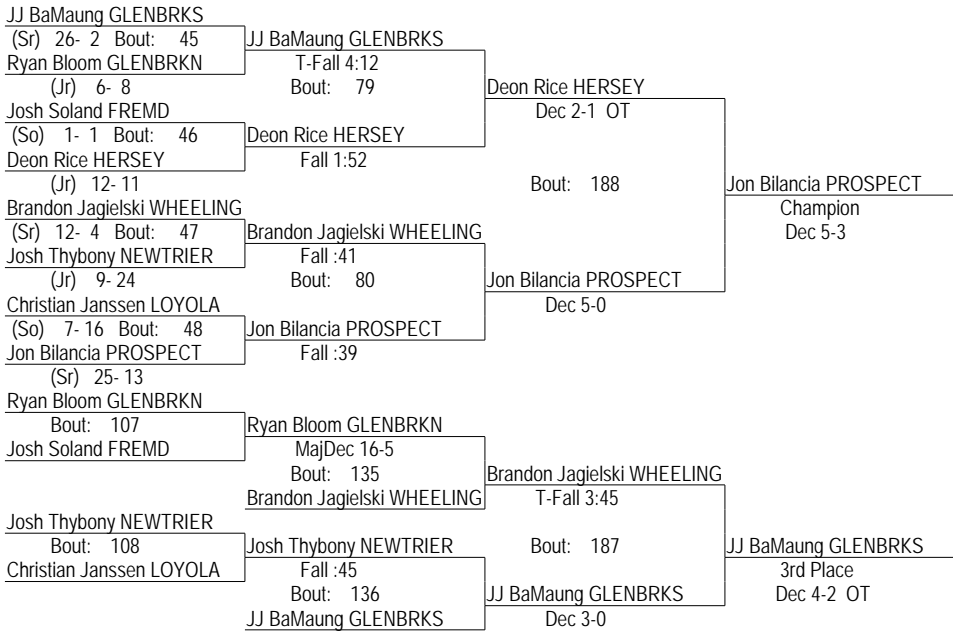 JJ BaMaung GLENBRKS
(Sr) 26- 2 Bout: 45 JJ BaMaung GLENBRKS
Ryan Bloom GLENBRKN T-Fall 4:12
(Jr) 6- 8 Bout: 79 Deon Rice HERSEY
Josh Soland FREMD Dec 2-1 OT
(So) 1- 1 Bout: 46 Deon Rice HERSEY
Deon Rice HERSEY Fall 1:52
(Jr) 12- 11 Bout: 188 Jon Bilancia PROSPECT
Brandon Jagielski WHEELING Champion
(Sr) 12- 4 Bout: 47 Brandon Jagielski WHEELING Dec 5-3
Josh Thybony NEWTRIER Fall :41
(Jr) 9- 24 Bout: 80 Jon Bilancia PROSPECT
Christian Janssen LOYOLA Dec 5-0
(So) 7- 16 Bout: 48 Jon Bilancia PROSPECT
Jon Bilancia PROSPECT Fall :39
(Sr) 25- 13
Ryan Bloom GLENBRKN
Bout: 107 Ryan Bloom GLENBRKN
Josh Soland FREMD MajDec 16-5
Bout: 135 Brandon Jagielski WHEELING
Brandon Jagielski WHEELING T-Fall 3:45
Josh Thybony NEWTRIER
Bout: 108 Josh Thybony NEWTRIER Bout: 187 JJ BaMaung GLENBRKS
Christian Janssen LOYOLA Fall :45 3rd Place
Bout: 136 JJ BaMaung GLENBRKS Dec 4-2 OT
JJ BaMaung GLENBRKS Dec 3-0